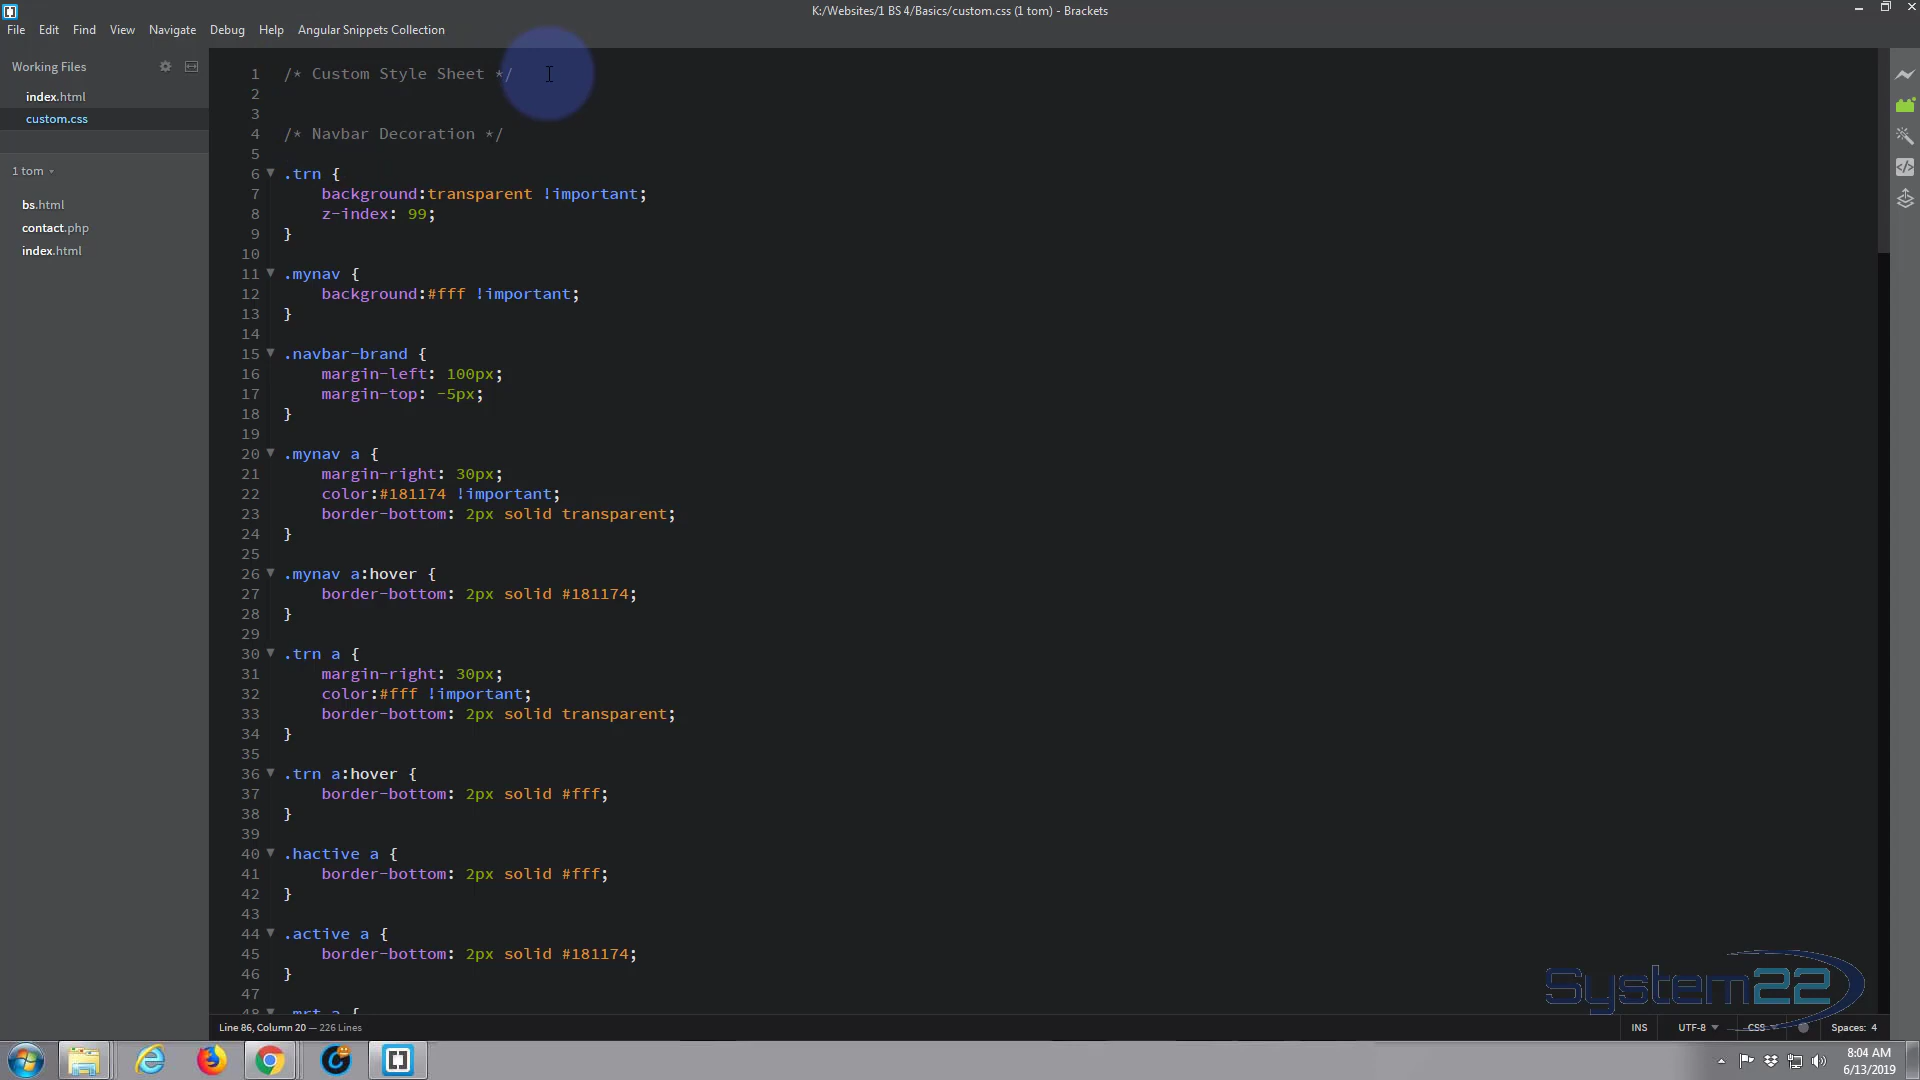 K:/Websites/1 BS 4/Basics/custom.css (1 tom) - Brackets
File Edit Find View Navigate Debug Help Angular Snippets Collection
Working Files
index.html
custom.css
1 tom
bs.html
contact.php
index.html
1 /* Custom Style Sheet */
2
3
4 /* Navbar Decoration */
5
6 .trn {
7 background:transparent !important;
8 z-index: 99;
9 }
10
11 .mynav {
12 background:#fff !important;
13 }
14
15 .navbar-brand {
16 margin-left: 100px;
17 margin-top: -5px;
18 }
19
20 .mynav a {
21 margin-right: 30px;
22 color:#181174 !important;
23 border-bottom: 2px solid transparent;
24 }
25
26 .mynav a:hover {
27 border-bottom: 2px solid #181174;
28 }
29
30 .trn a {
31 margin-right: 30px;
32 color:#fff !important;
33 border-bottom: 2px solid transparent;
34 }
35
36 .trn a:hover {
37 border-bottom: 2px solid #fff;
38 }
39
40 .hactive a {
41 border-bottom: 2px solid #fff;
42 }
43
44 .active a {
45 border-bottom: 2px solid #181174;
46 }
47
System22
Line 86, Column 20 — 226 Lines
INS UTF-8 CSS Spaces: 4
8:04 AM
6/13/2019